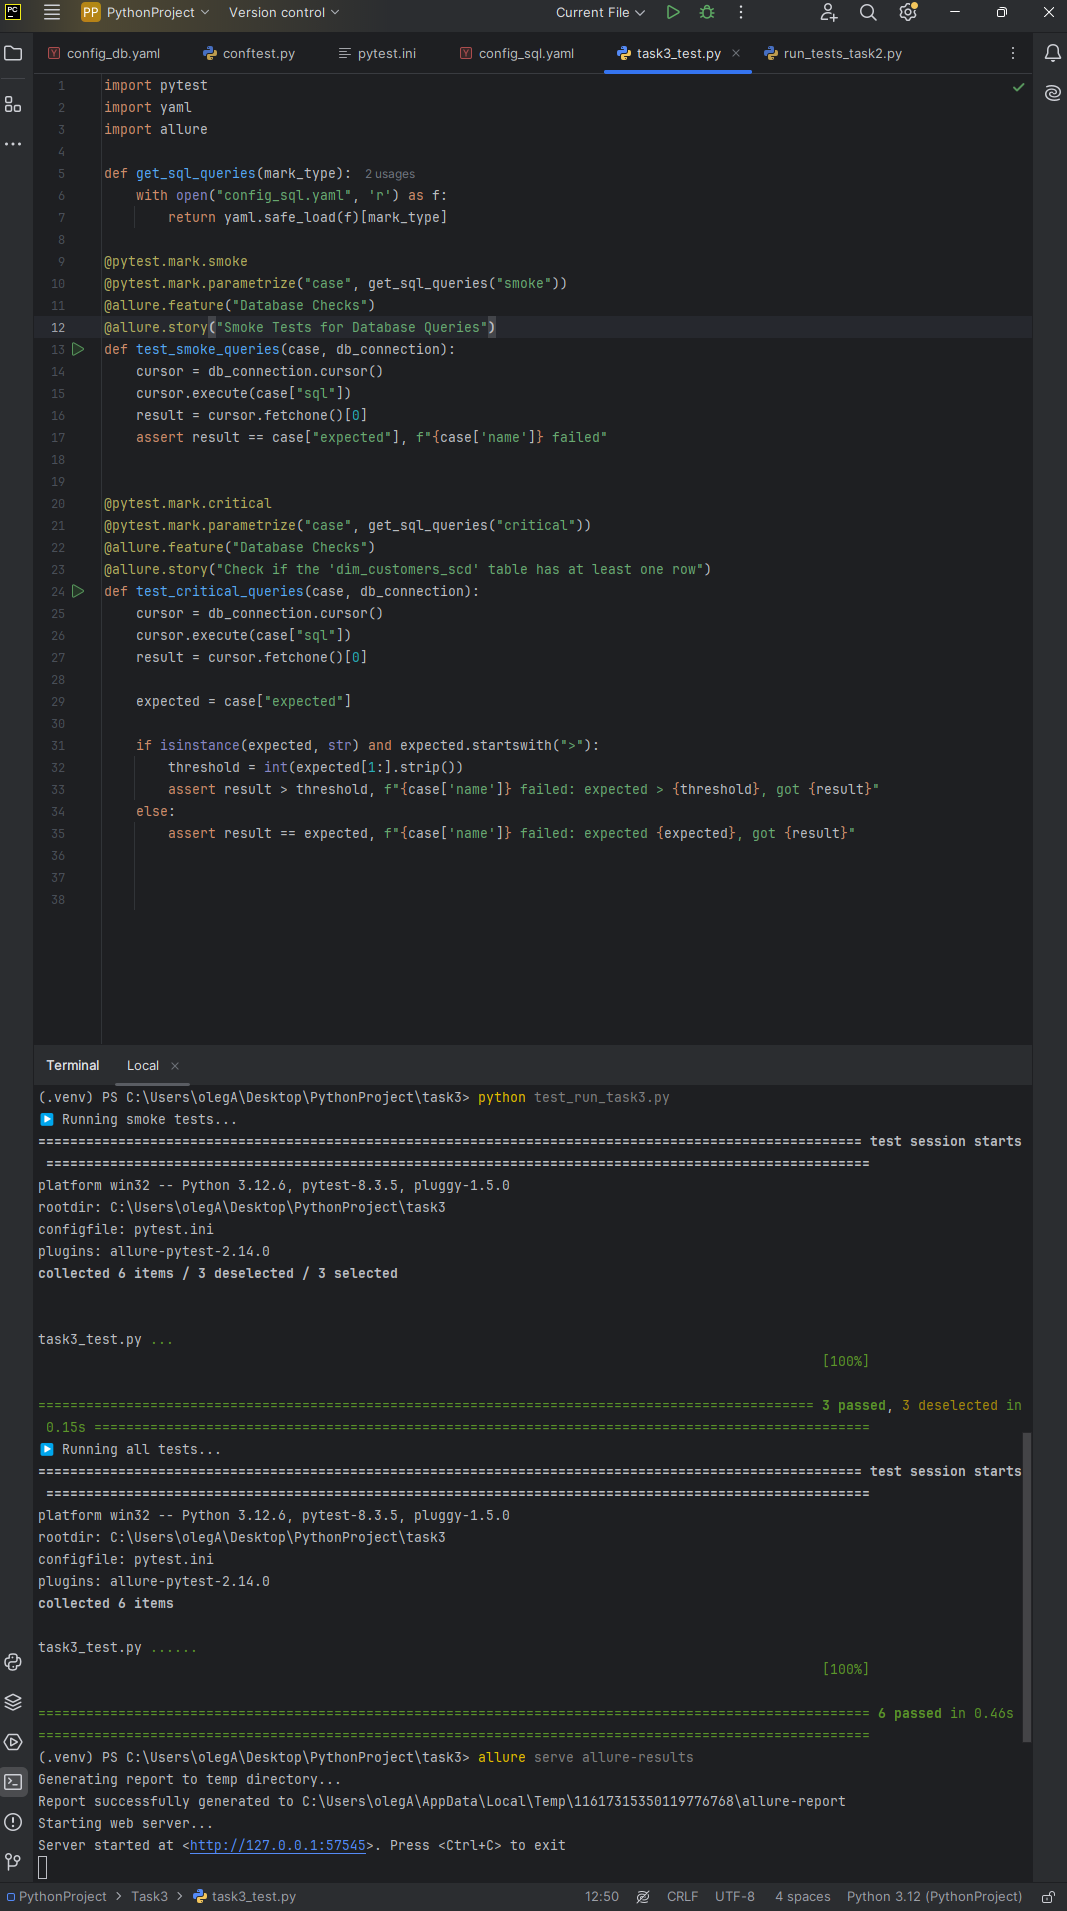 PC PP PythonProject Version control Current File
config_db.yaml conftest.py pytest.ini config_sql.yaml task3_test.py × run_tests_task2.py
1 import pytest
2 import yaml
3 import allure
4
5 def get_sql_queries(mark_type): 2 usages
6     with open("config_sql.yaml", 'r') as f:
7         return yaml.safe_load(f)[mark_type]
8
9 @pytest.mark.smoke
10 @pytest.mark.parametrize("case", get_sql_queries("smoke"))
11 @allure.feature("Database Checks")
12 @allure.story("Smoke Tests for Database Queries")
13 def test_smoke_queries(case, db_connection):
14     cursor = db_connection.cursor()
15     cursor.execute(case["sql"])
16     result = cursor.fetchone()[0]
17     assert result == case["expected"], f"{case['name']} failed"
18
19
20 @pytest.mark.critical
21 @pytest.mark.parametrize("case", get_sql_queries("critical"))
22 @allure.feature("Database Checks")
23 @allure.story("Check if the 'dim_customers_scd' table has at least one row")
24 def test_critical_queries(case, db_connection):
25     cursor = db_connection.cursor()
26     cursor.execute(case["sql"])
27     result = cursor.fetchone()[0]
28
29     expected = case["expected"]
30
31     if isinstance(expected, str) and expected.startswith(">"):
32         threshold = int(expected[1:].strip())
33         assert result > threshold, f"{case['name']} failed: expected > {threshold}, got {result}"
34     else:
35         assert result == expected, f"{case['name']} failed: expected {expected}, got {result}"
36
37
38
Terminal Local ×
(.venv) PS C:\Users\olegA\Desktop\PythonProject\task3> python test_run_task3.py
Running smoke tests...
======================================================================================================= test session starts
=======================================================================================================
platform win32 -- Python 3.12.6, pytest-8.3.5, pluggy-1.5.0
rootdir: C:\Users\olegA\Desktop\PythonProject\task3
configfile: pytest.ini
plugins: allure-pytest-2.14.0
collected 6 items / 3 deselected / 3 selected
task3_test.py ...
[100%]
================================================================================================= 3 passed, 3 deselected in
0.15s =================================================================================================
Running all tests...
======================================================================================================= test session starts
=======================================================================================================
platform win32 -- Python 3.12.6, pytest-8.3.5, pluggy-1.5.0
rootdir: C:\Users\olegA\Desktop\PythonProject\task3
configfile: pytest.ini
plugins: allure-pytest-2.14.0
collected 6 items
task3_test.py ......
[100%]
======================================================================================================== 6 passed in 0.46s
========================================================================================================
(.venv) PS C:\Users\olegA\Desktop\PythonProject\task3> allure serve allure-results
Generating report to temp directory...
Report successfully generated to C:\Users\olegA\AppData\Local\Temp\11617315350119776768\allure-report
Starting web server...
Server started at <http://127.0.0.1:57545>. Press <Ctrl+C> to exit
PythonProject > Task3 > task3_test.py 12:50 CRLF UTF-8 4 spaces Python 3.12 (PythonProject)